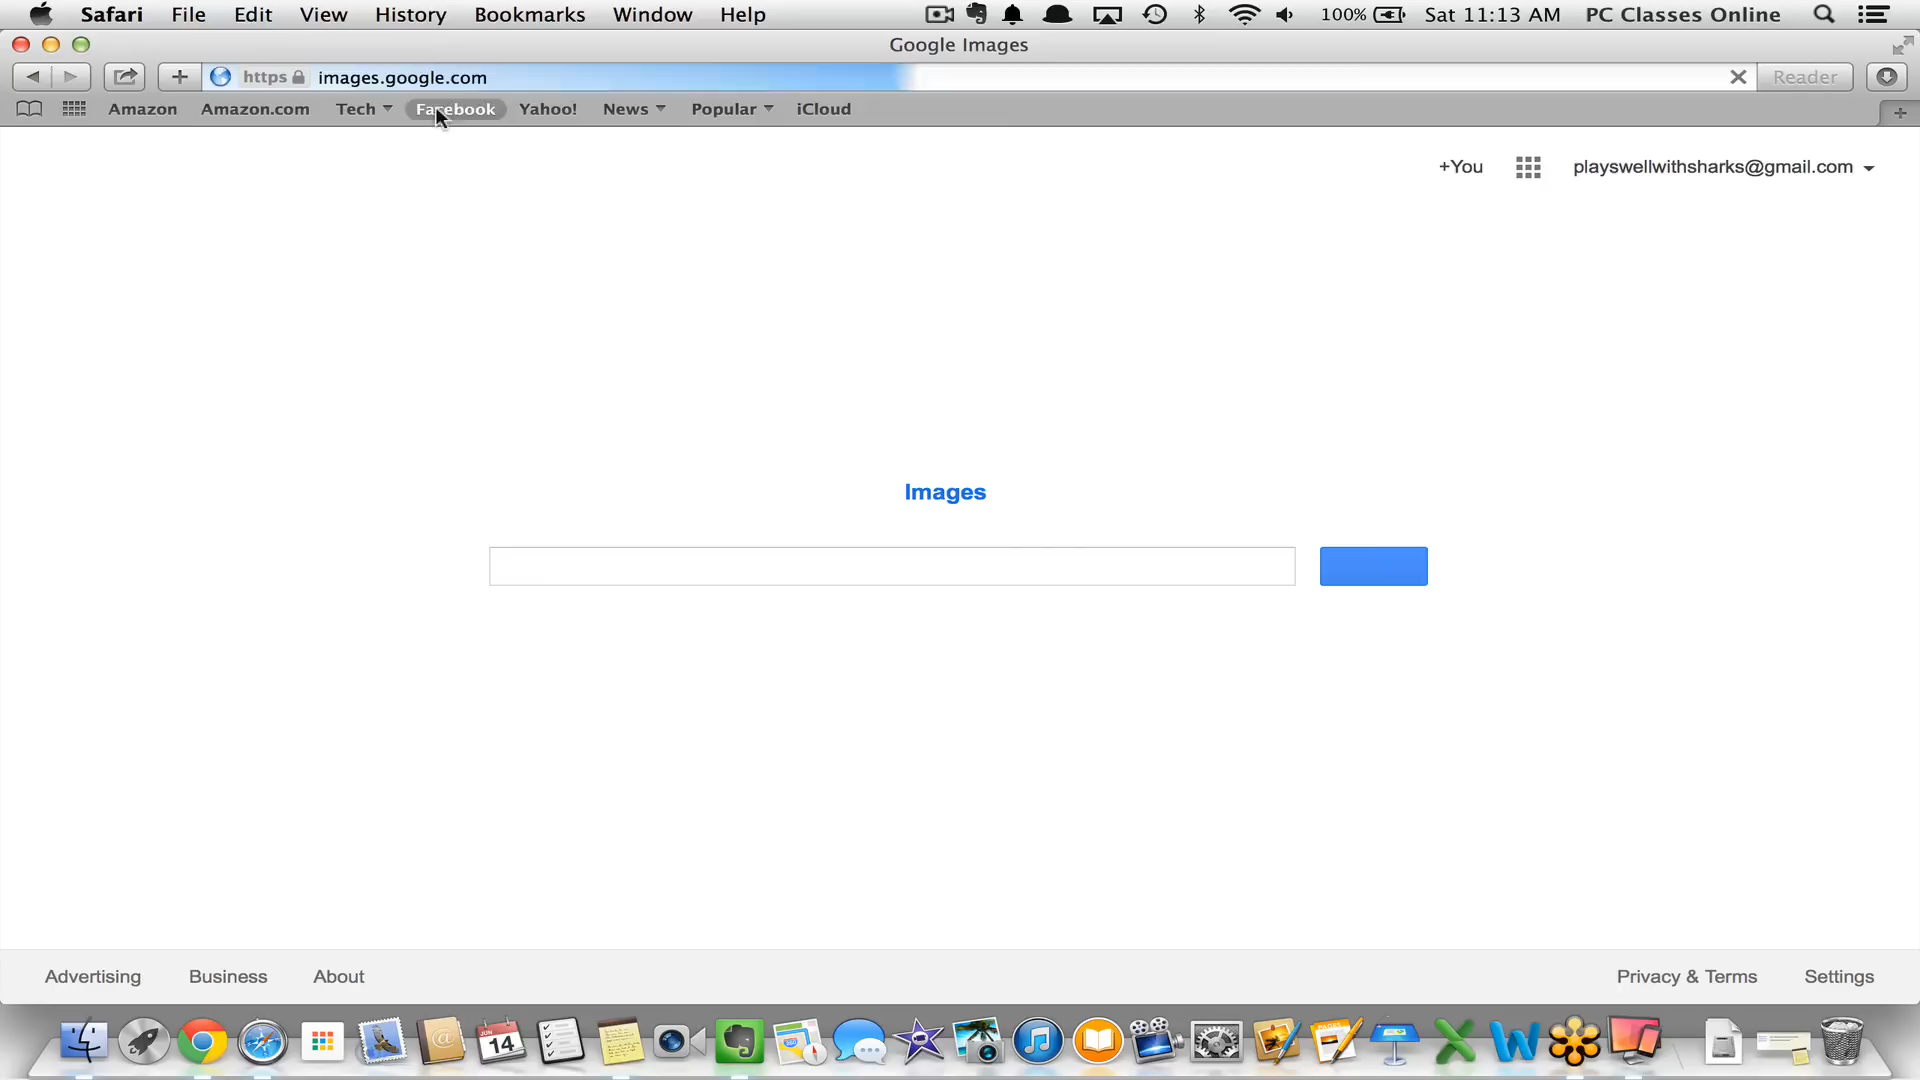 Safari File Edit View History Bookmarks Window Help 100% Sat 11:13 AM PC Classes Online
Google Images
https images.google.com Reader
Amazon Amazon.com Tech Facebook Yahoo! News Popular iCloud
+You playswellwithsharks@gmail.com
Images
Advertising Business About Privacy & Terms Settings
JUN
14